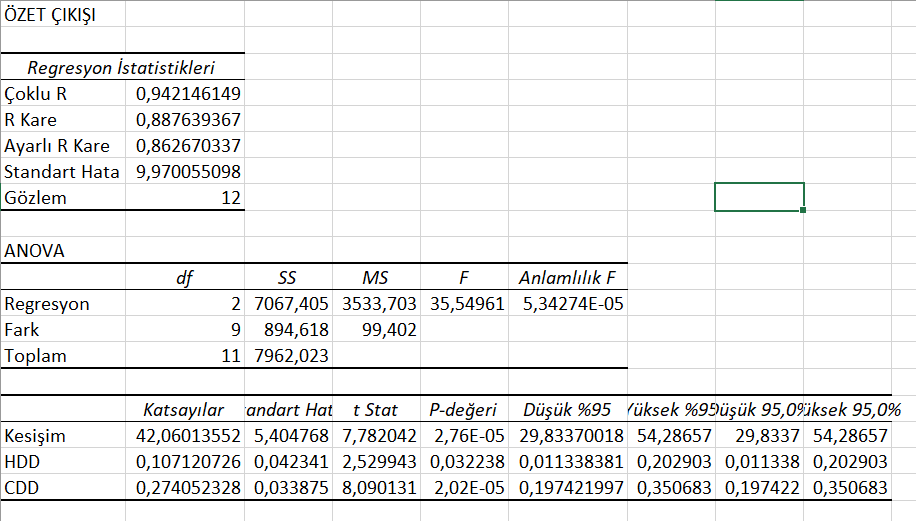 ÖZET ÇIKIŞI
Regresyon İstatistikleri
Çoklu R 0,942146149
R Kare 0,887639367
Ayarlı R Kare 0,862670337
Standart Hata 9,970055098
Gözlem 12
ANOVA
df SS MS F Anlamlılık F
Regresyon 2 7067,405 3533,703 35,54961 5,34274E-05
Fark 9 894,618 99,402
Toplam 11 7962,023
Katsayılar andart Hat t Stat P-değeri Düşük %95 Yüksek %95 Düşük 95,0% üksek 95,0%
Kesişim 42,06013552 5,404768 7,782042 2,76E-05 29,83370018 54,28657 29,8337 54,28657
HDD 0,107120726 0,042341 2,529943 0,032238 0,011338381 0,202903 0,011338 0,202903
CDD 0,274052328 0,033875 8,090131 2,02E-05 0,197421997 0,350683 0,197422 0,350683